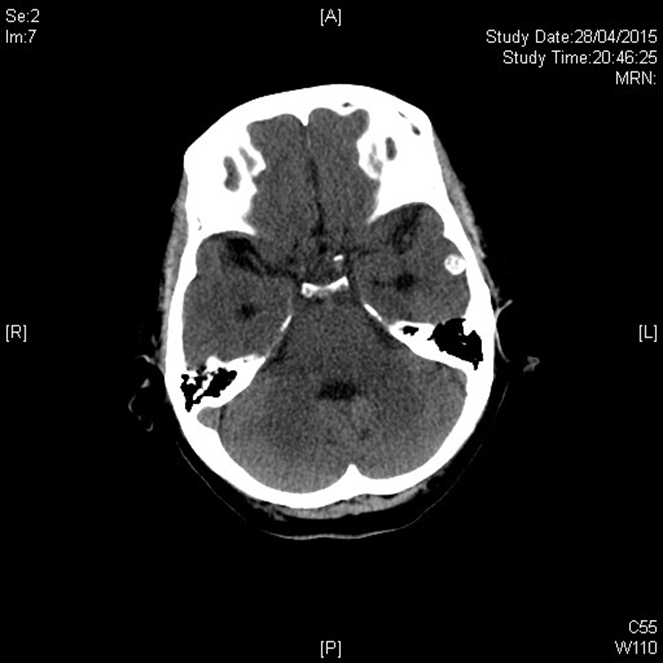 Se:2
Im:7
[A]
Study Date:28/04/2015
Study Time:20:46:25
MRN:
[R]
[L]
[P]
C55
W110